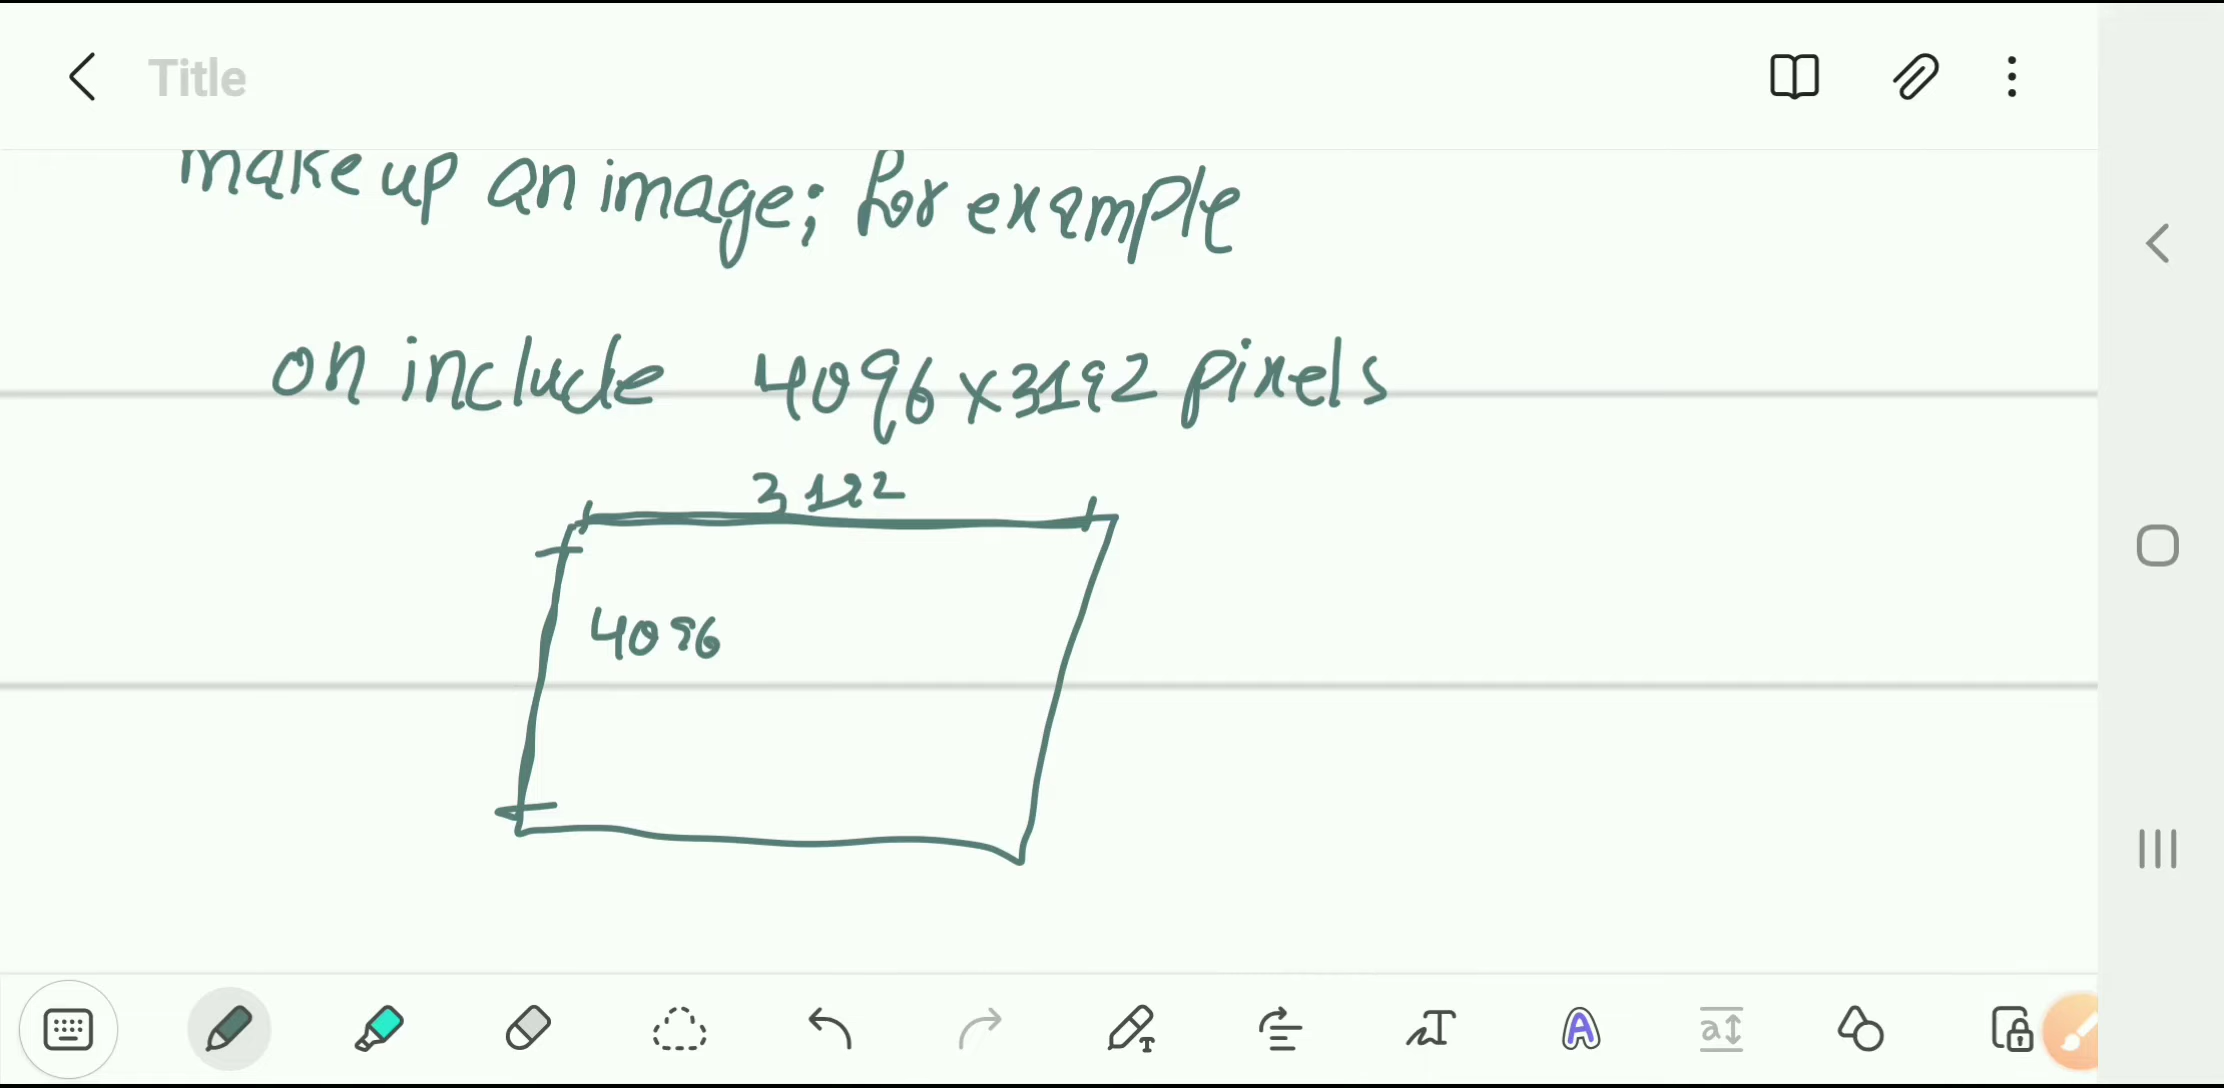 Title
make up an image; for example
on include 4096 x 3192 pixels
3192
4096